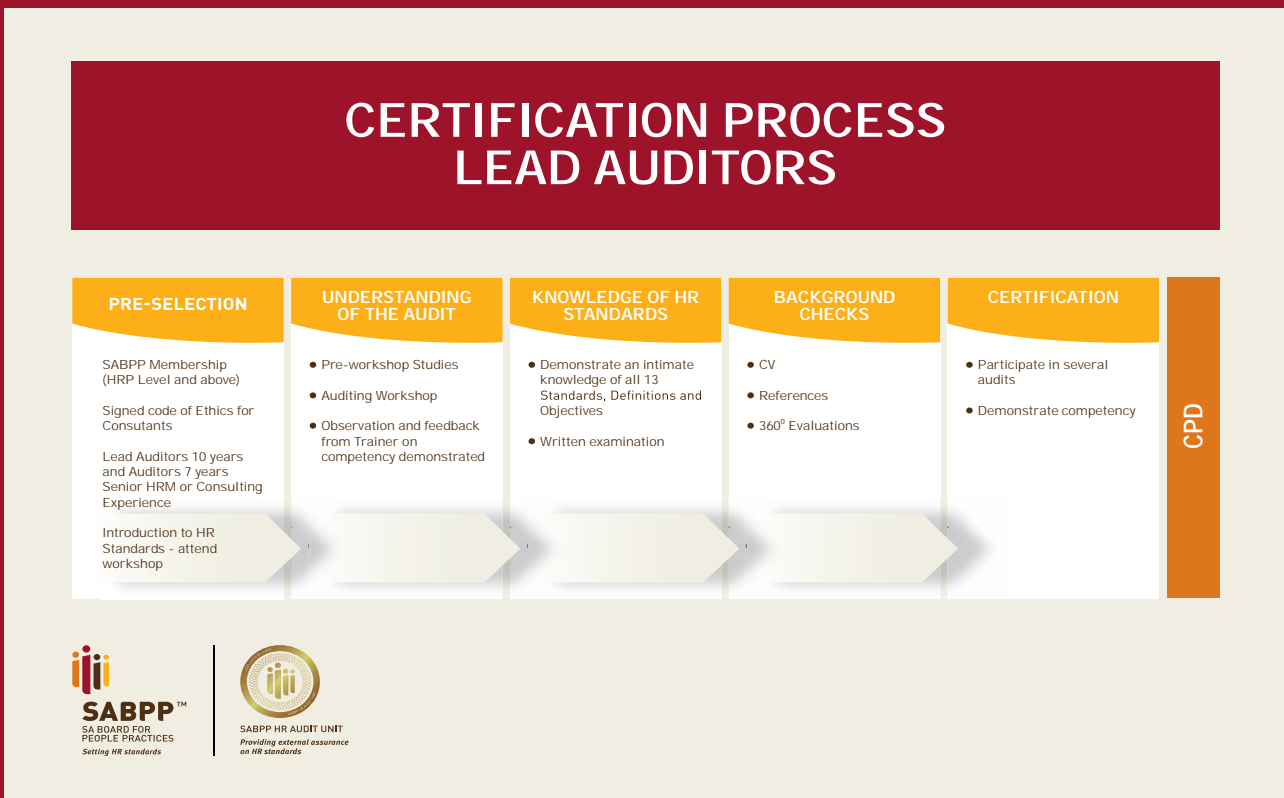 CERTIFICATION PROCESS
LEAD AUDITORS
PRE-SELECTION
SABPP Membership
(HRP Level and above)
Signed code of Ethics for
Consutants
Lead Auditors 10 years
and Auditors 7 years
Senior HRM or Consulting
Experience
Introduction to HR
Standards - attend
workshop
UNDERSTANDING
OF THE AUDIT
• Pre-workshop Studies
• Auditing Workshop
• Observation and feedback
from Trainer on
competency demonstrated
KNOWLEDGE OF HR
STANDARDS
• Demonstrate an intimate
knowledge of all 13
Standards, Definitions and
Objectives
• Written examination
BACKGROUND
CHECKS
• CV
• References
• 360⁰ Evaluations
CERTIFICATION
• Participate in several
audits
• Demonstrate competency
CPD
SABPP™
SA BOARD FOR
PEOPLE PRACTICES
Setting HR standards
SABPP HR AUDIT UNIT
Providing external assurance
on HR standards